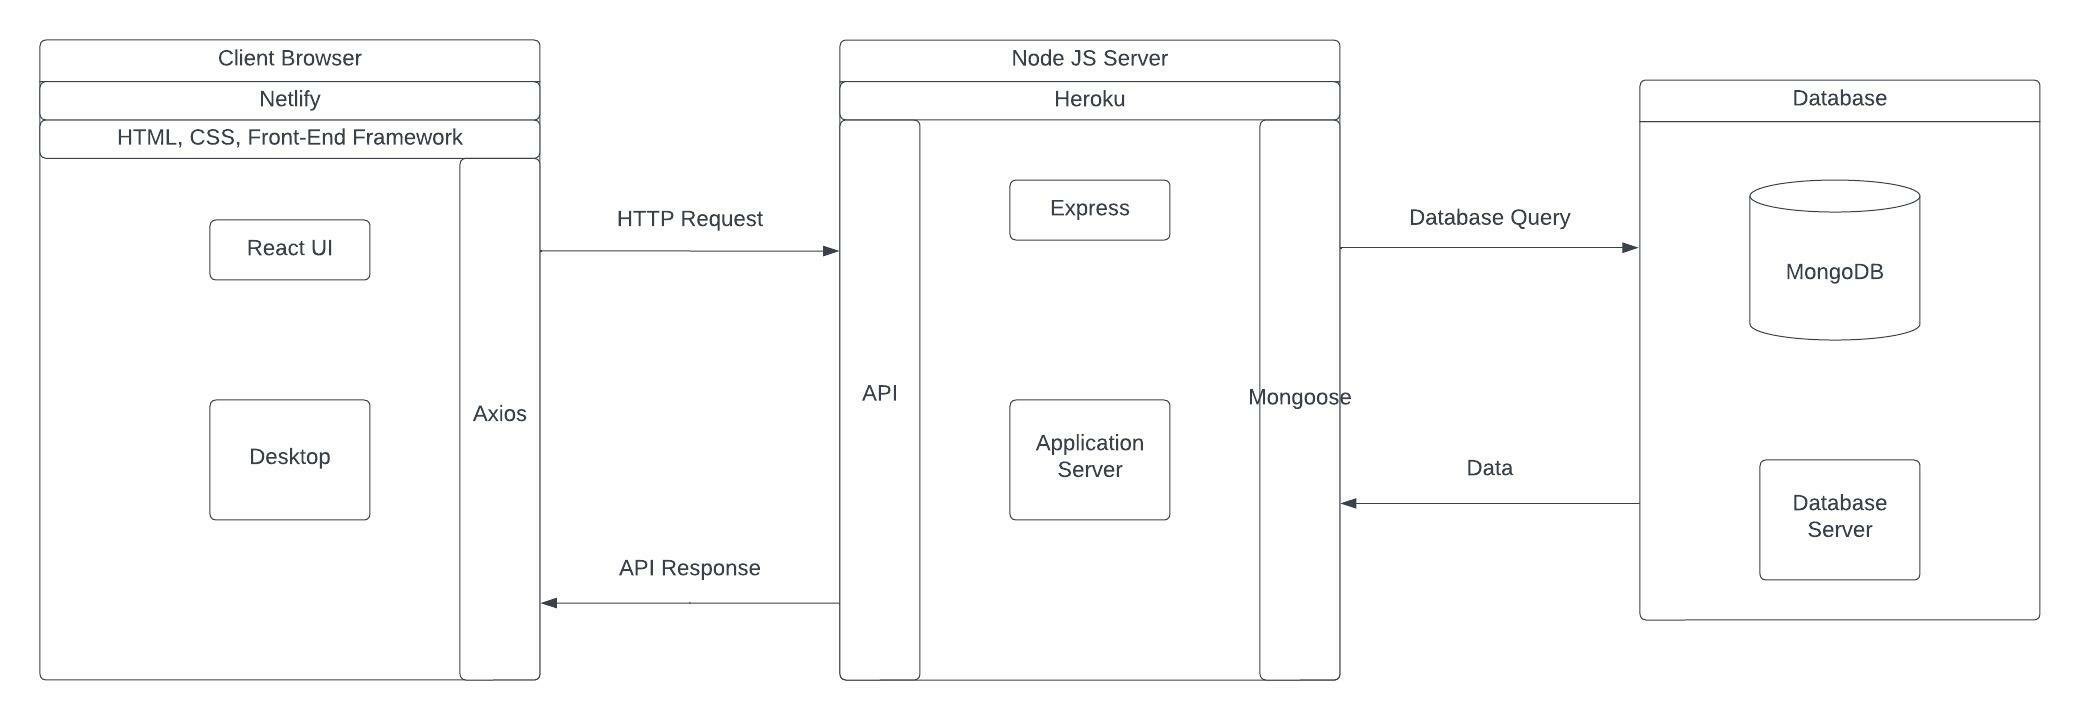 Client Browser
Netlify
HTML, CSS, Front-End Framework
React UI
Desktop
Axios
HTTP Request
API Response
Node JS Server
Heroku
API
Express
Application
Server
Mongoose
Database Query
Data
Database
MongoDB
Database
Server